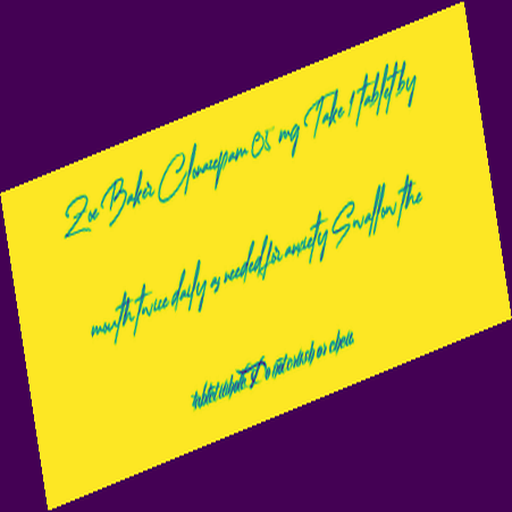 Zoe Baker Clonazepam 0.5 mg Take 1 tablet by
mouth twice daily as needed for anxiety Swallow the
tablet whole. Do not crush or chew.